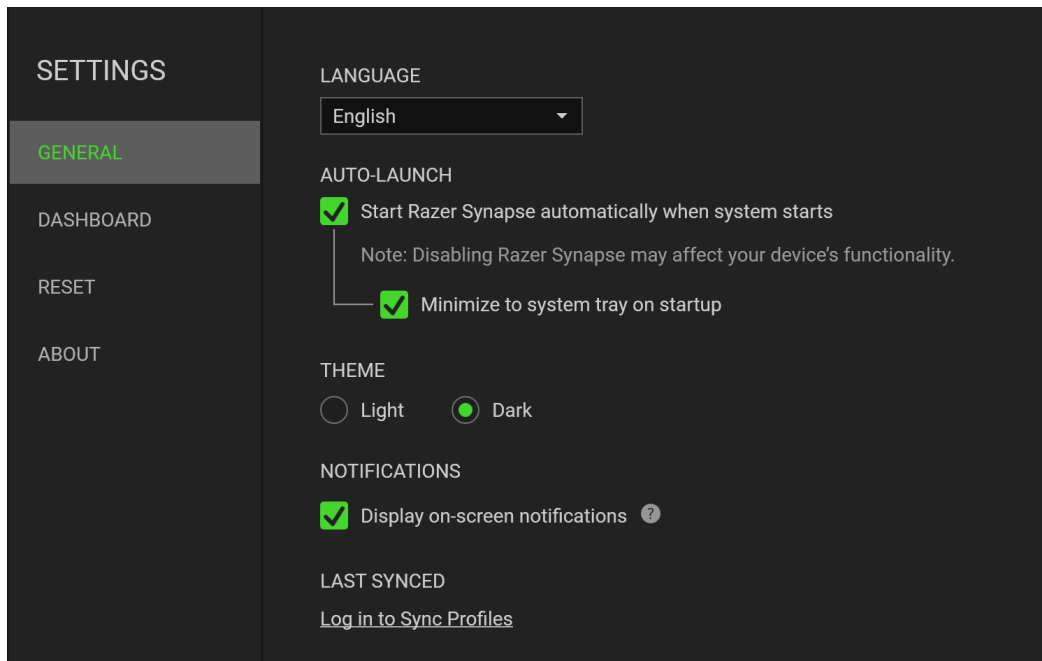 SETTINGS
GENERAL
DASHBOARD
RESET
ABOUT
LANGUAGE
English
AUTO-LAUNCH
Start Razer Synapse automatically when system starts
Note: Disabling Razer Synapse may affect your device’s functionality.
Minimize to system tray on startup
THEME
Light Dark
NOTIFICATIONS
Display on-screen notifications ?
LAST SYNCED
Log in to Sync Profiles